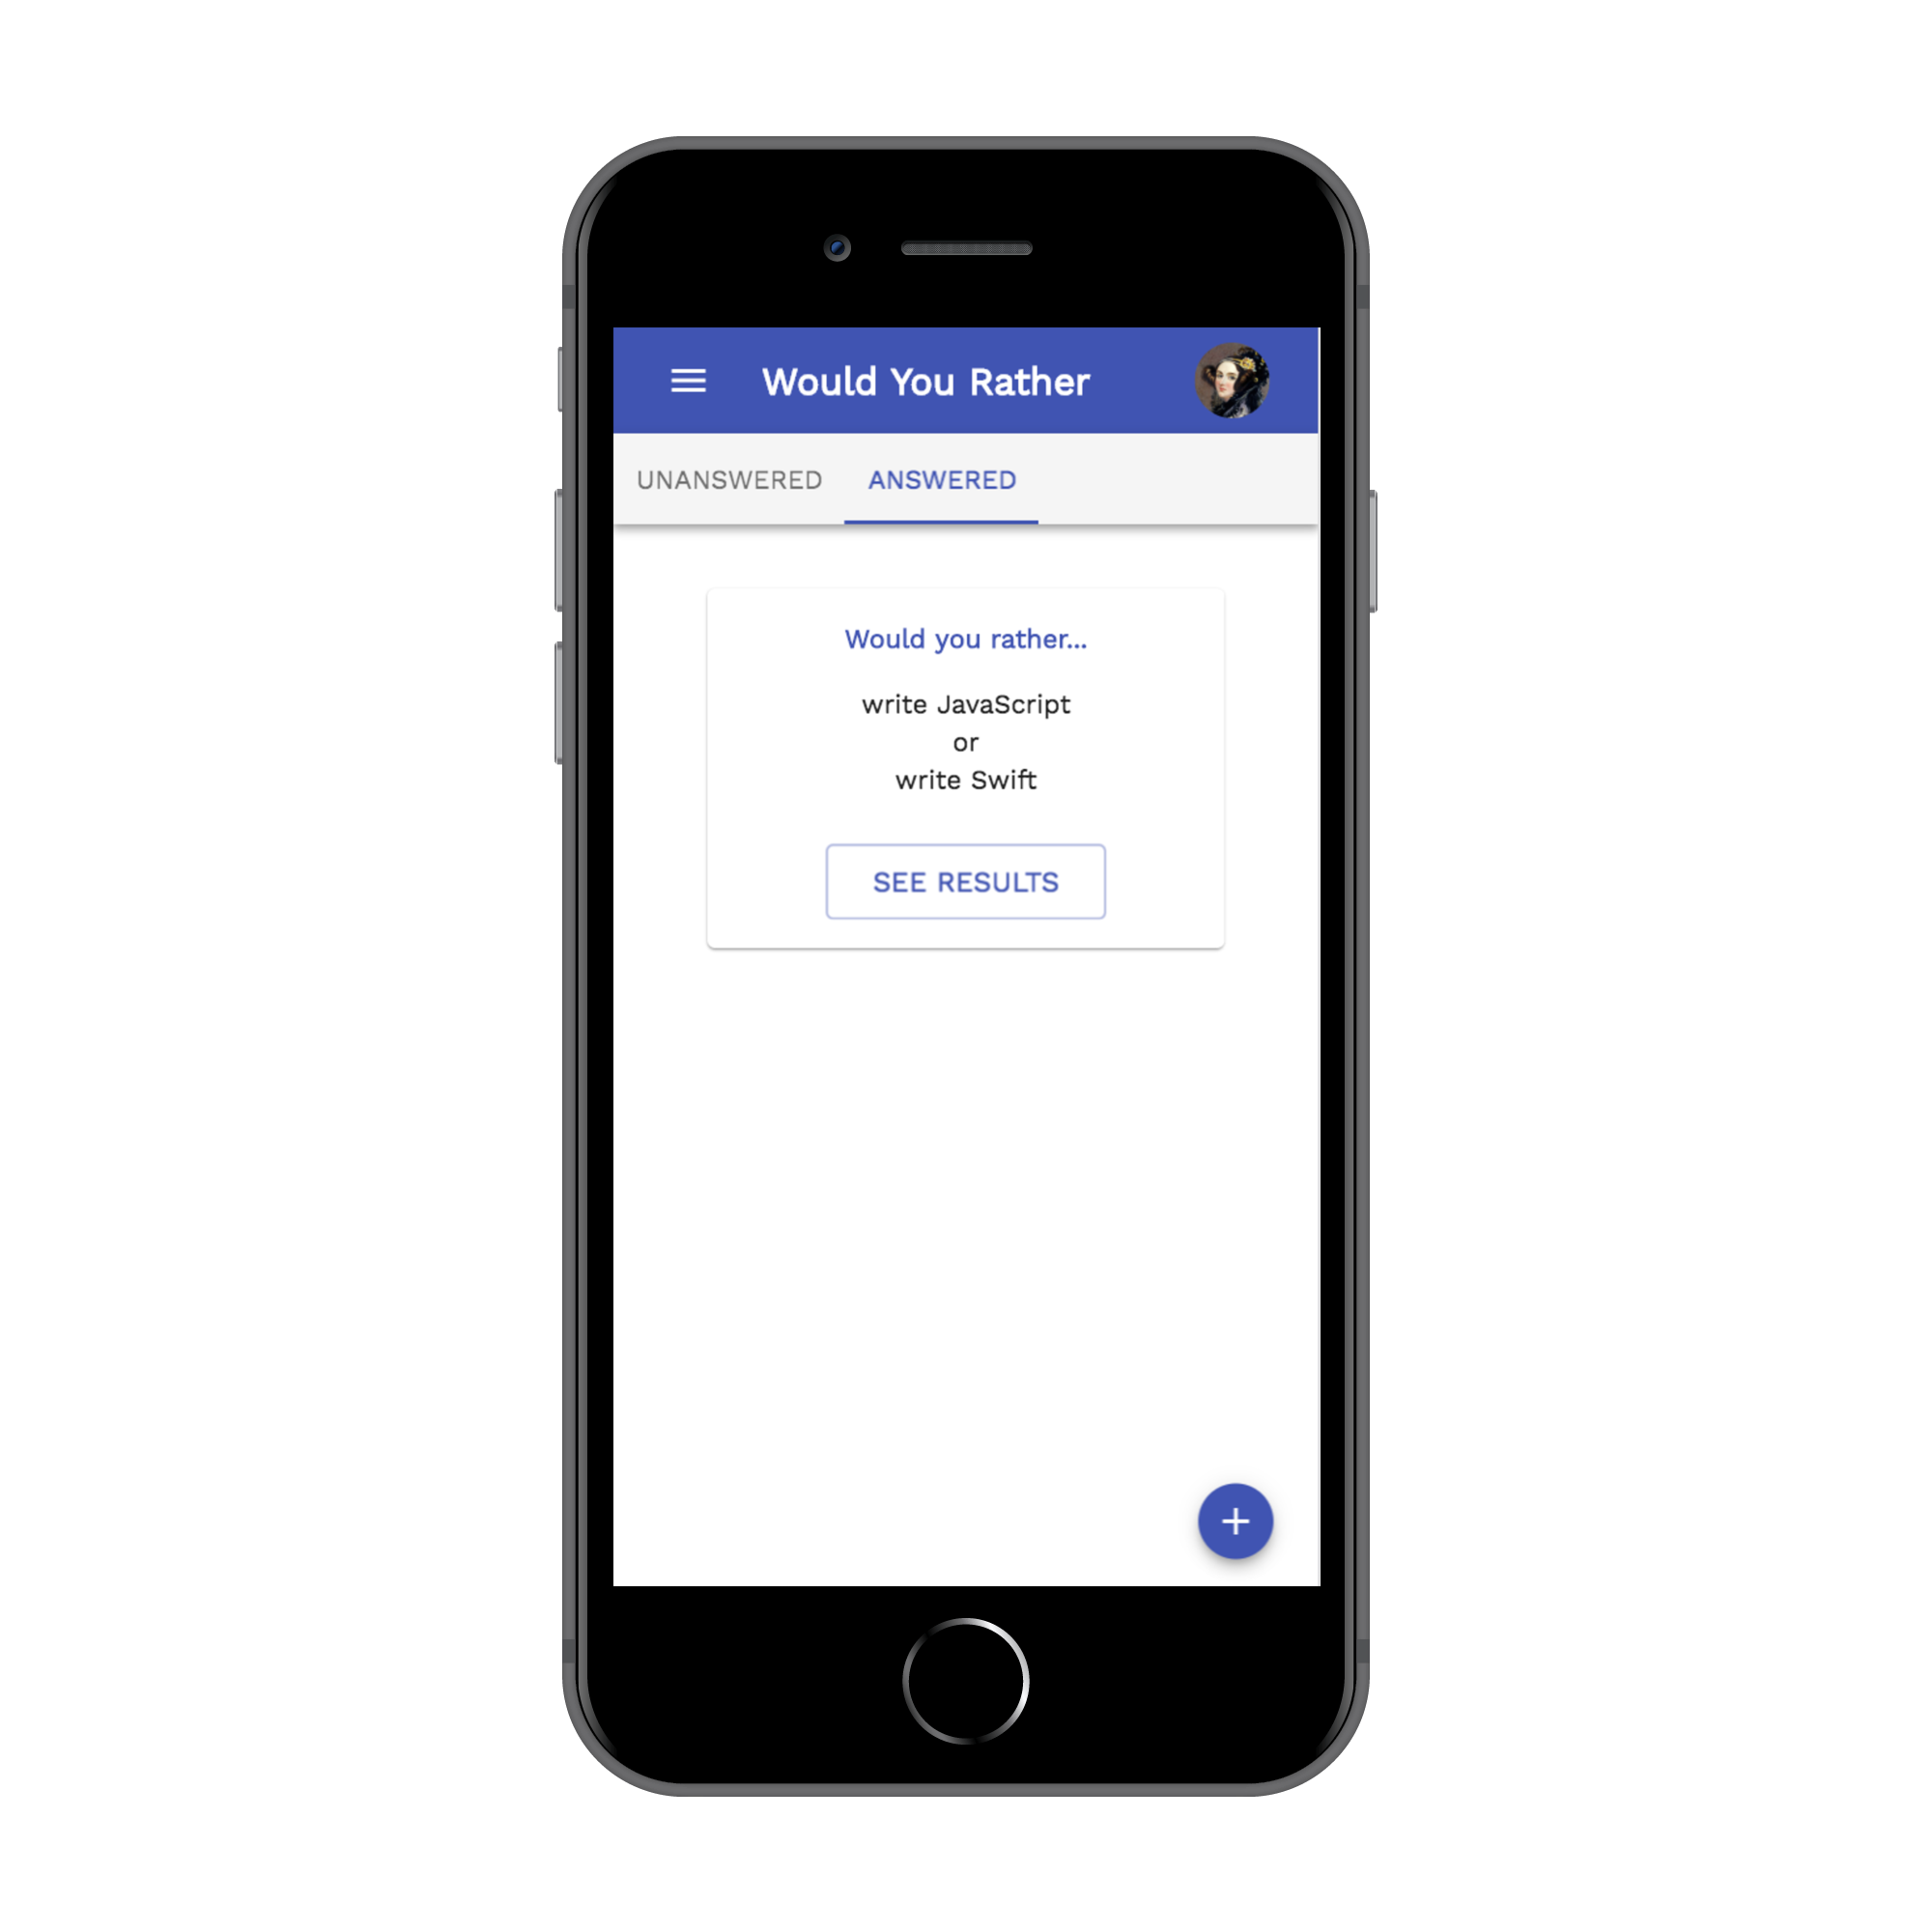 Would You Rather
UNANSWERED ANSWERED
Would you rather...
write JavaScript
or
write Swift
SEE RESULTS